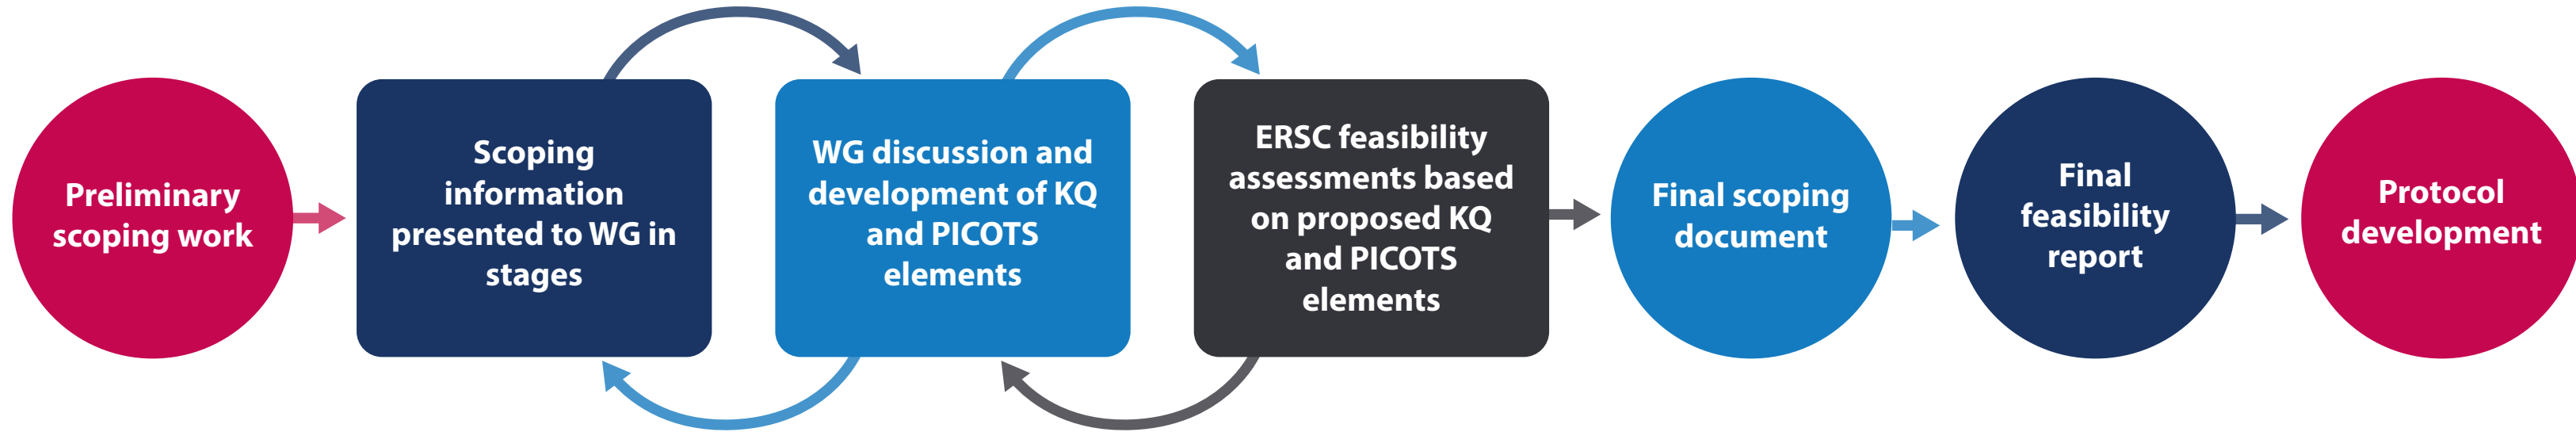 Preliminary
scoping work
Scoping
information
presented to WG in
stages
WG discussion and
development of KQ
and PICOTS
elements
ERSC feasibility
assessments based
on proposed KQ
and PICOTS
elements
Final scoping
document
Final
feasibility
report
Protocol
development